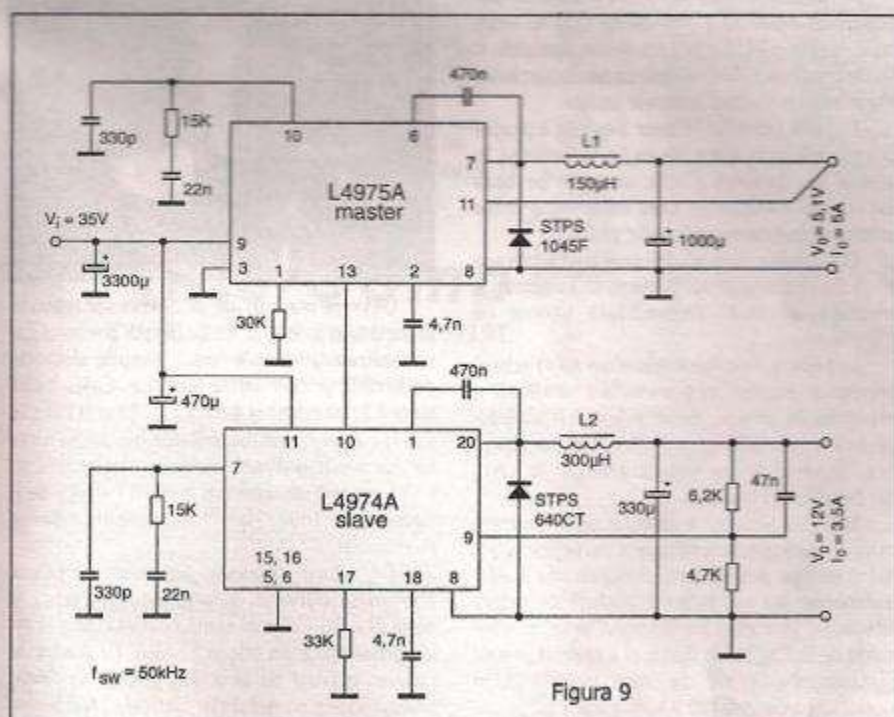 470n
330p
15K
22n
10
6
L4975A
master
7
L1
150µH
11
V₀ = 5,1V
I₀ = 5A
Vᵢ = 35V
9
3300µ
3
1
13
2
8
STPS
1045F
1000µ
30K
4,7n
470n
470µ
11
10
1
20
L2
300µH
7
L4974A
slave
STPS
640CT
330µ
6,2K
47n
V₀ = 12V
I₀ = 3,5A
15K
9
330p
22n
15, 16
5, 6
17
18
8
4,7K
33K
4,7n
fSW = 50kHz
Figura 9